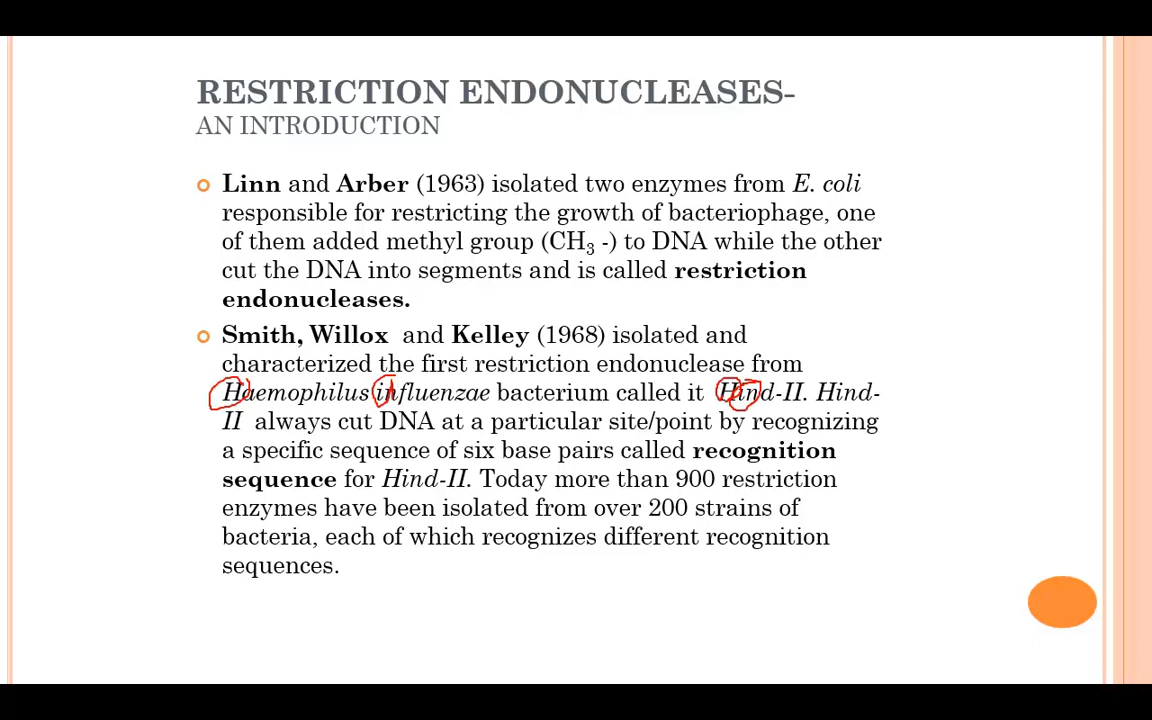 RESTRICTION ENDONUCLEASES-
AN INTRODUCTION
Linn and Arber (1963) isolated two enzymes from E. coli
responsible for restricting the growth of bacteriophage, one
of them added methyl group (CH₃ -) to DNA while the other
cut the DNA into segments and is called restriction
endonucleases.
Smith, Willox and Kelley (1968) isolated and
characterized the first restriction endonuclease from
Haemophilus influenzae bacterium called it Hind-II. Hind-
II always cut DNA at a particular site/point by recognizing
a specific sequence of six base pairs called recognition
sequence for Hind-II. Today more than 900 restriction
enzymes have been isolated from over 200 strains of
bacteria, each of which recognizes different recognition
sequences.